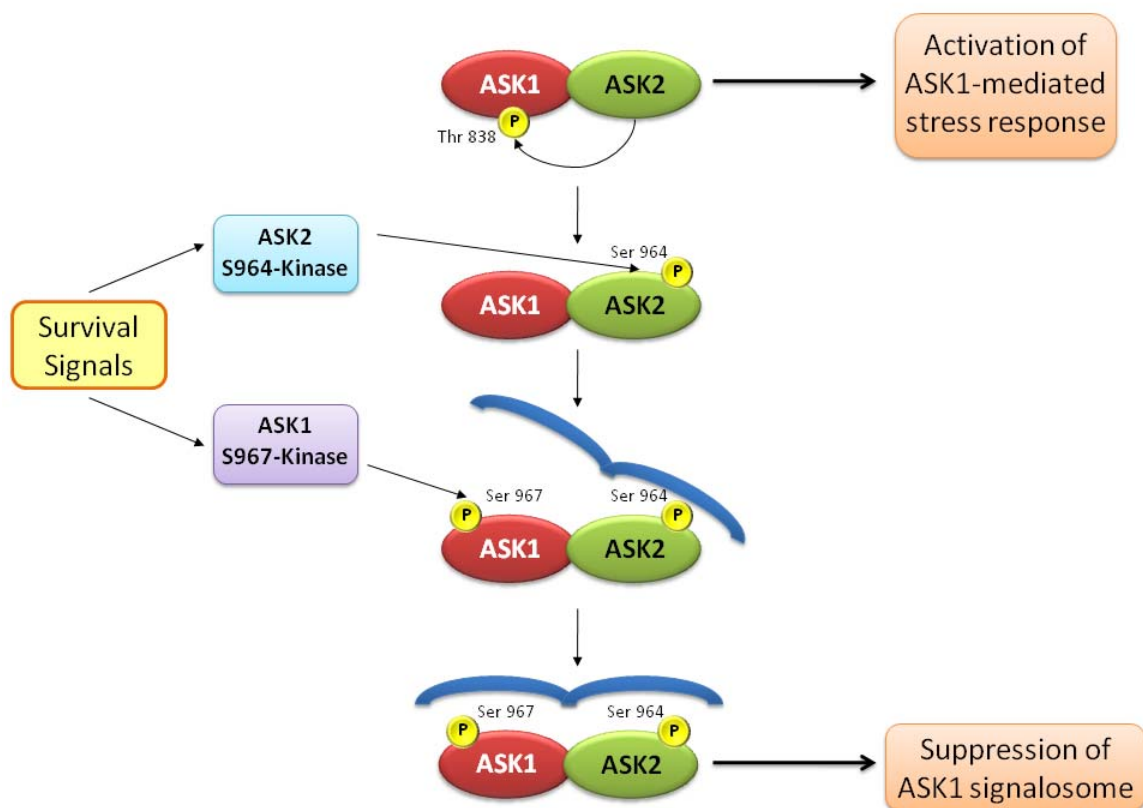 Activation of
ASK1-mediated
stress response
ASK1
ASK2
P
Thr 838
ASK2
S964-Kinase
Ser 964
P
ASK1
ASK2
Survival
Signals
ASK1
S967-Kinase
Ser 967
Ser 964
P
P
ASK1
ASK2
Ser 967
Ser 964
P
P
ASK1
ASK2
Suppression of
ASK1 signalosome